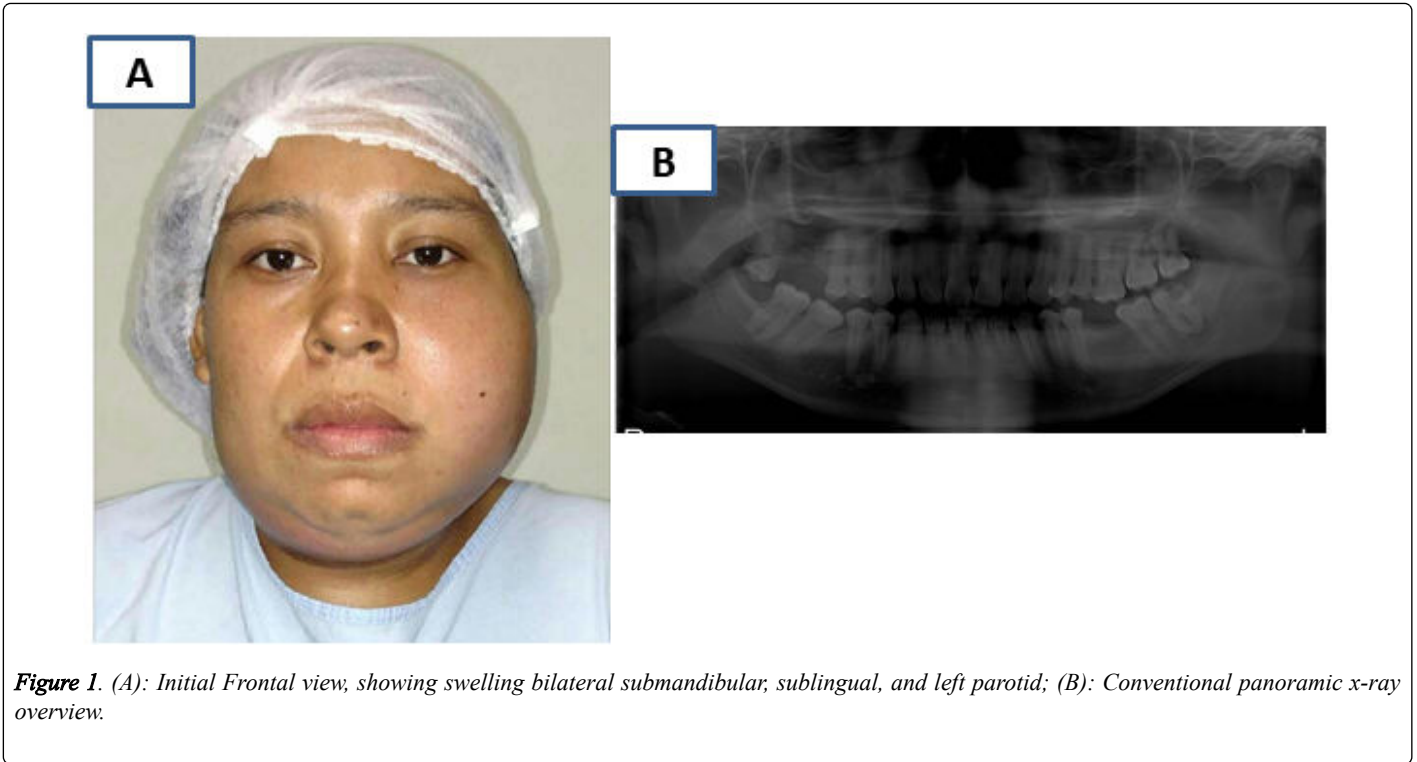 A
B
Figure 1. (A): Initial Frontal view, showing swelling bilateral submandibular, sublingual, and left parotid; (B): Conventional panoramic x-ray
overview.